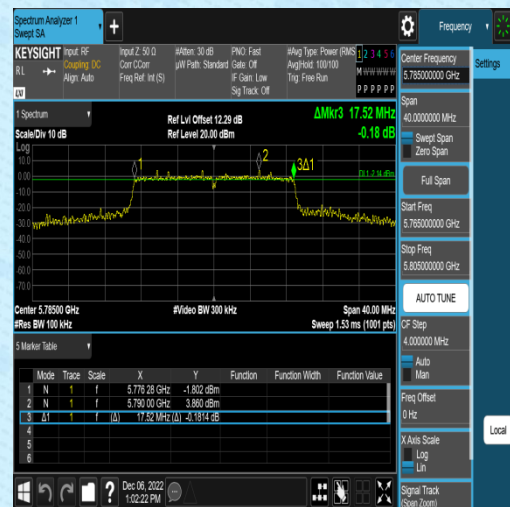 Spectrum Analyzer 1
Swept SA
+
Frequency
KEYSIGHT
RL
LXI
Input: RF
Coupling: DC
Align: Auto
Input Z: 50 Ω
Corr CCorr
Freq Ref: Int (S)
#Atten: 30 dB
µW Path: Standard
PNO: Fast
Gate: Off
IF Gain: Low
Sig Track: Off
#Avg Type: Power (RMS
Avg|Hold: 100/100
Trig: Free Run
1 2 3 4 5 6
M W W W W W
P P P P P P
1 Spectrum
Scale/Div 10 dB
Ref Lvl Offset 12.29 dB
Ref Level 20.00 dBm
ΔMkr3 17.52 MHz
-0.18 dB
Log
10.0
0.00
-10.0
-20.0
-30.0
-40.0
-50.0
-60.0
-70.0
1
2
3Δ1
DL1 -2.14 dBm
Center 5.78500 GHz
#Res BW 100 kHz
#Video BW 300 kHz
Span 40.00 MHz
Sweep 1.53 ms (1001 pts)
5 Marker Table
Mode Trace Scale X Y Function Function Width Function Value
1 N 1 f 5.776 28 GHz -1.802 dBm
2 N 1 f 5.790 00 GHz 3.860 dBm
3 Δ1 1 f (Δ) 17.52 MHz (Δ) -0.1814 dB
4
5
6
?
Dec 06, 2022
1:02:22 PM
Center Frequency
5.785000000 GHz
Settings
Span
40.0000000 MHz
Swept Span
Zero Span
Full Span
Start Freq
5.765000000 GHz
Stop Freq
5.805000000 GHz
AUTO TUNE
CF Step
4.000000 MHz
Auto
Man
Freq Offset
0 Hz
X Axis Scale
Log
Lin
Local
Signal Track
(Span Zoom)